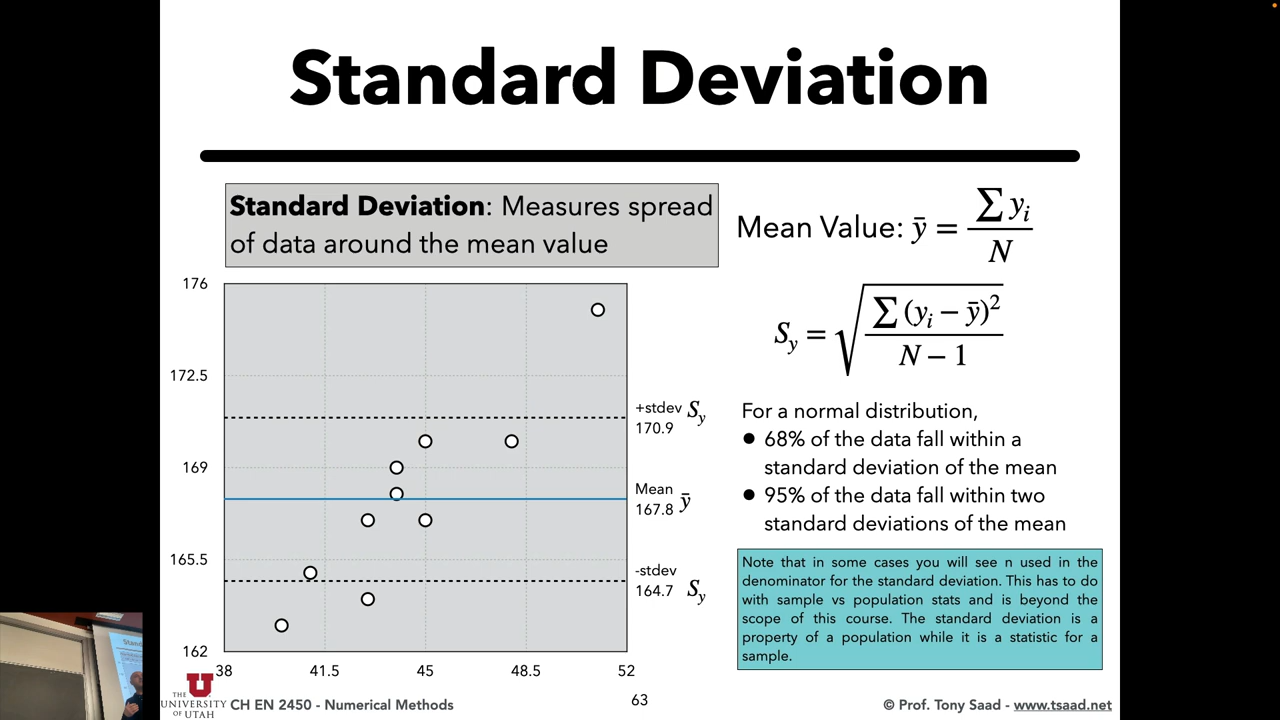 Standard Deviation
Standard Deviation: Measures spread
of data around the mean value
Mean Value: ȳ = ∑ yᵢ / N
S_y = √(∑ (yᵢ − ȳ)² / (N − 1))
176
172.5
169
165.5
162
38
41.5
45
48.5
52
+stdev S_y
170.9
Mean ȳ
167.8
-stdev S_y
164.7
For a normal distribution,
● 68% of the data fall within a
standard deviation of the mean
● 95% of the data fall within two
standard deviations of the mean
Note that in some cases you will see n used in the
denominator for the standard deviation. This has to do
with sample vs population stats and is beyond the
scope of this course. The standard deviation is a
property of a population while it is a statistic for a
sample.
U
THE
UNIVERSITY
OF UTAH
CH EN 2450 - Numerical Methods
63
© Prof. Tony Saad - www.tsaad.net